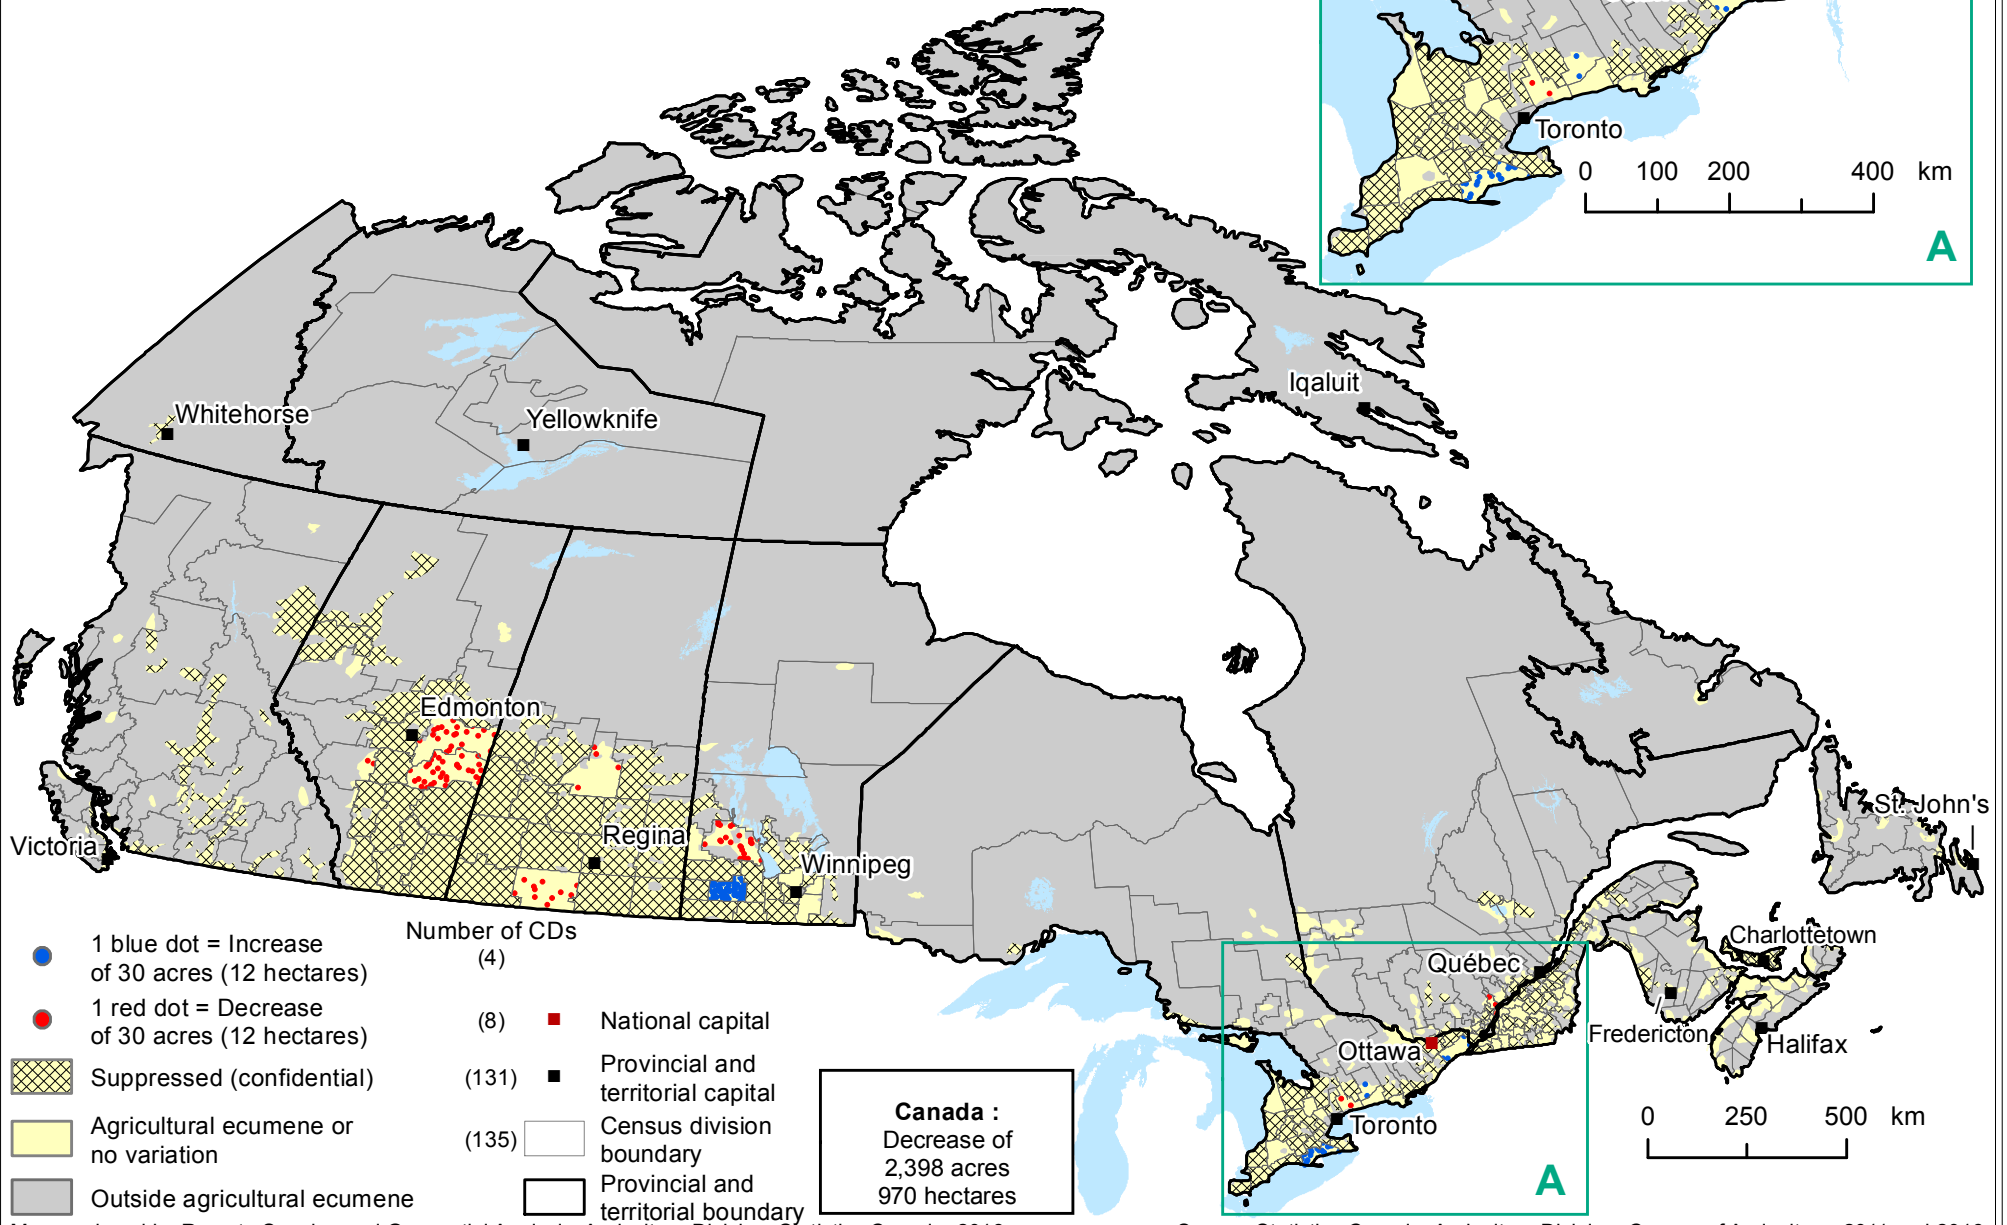 Toronto
0 100 200 400 km
A
Iqaluit
Whitehorse
Yellowknife
Edmonton
Regina
Victoria
Winnipeg
St. John's
Charlottetown
Québec
Fredericton
Halifax
Ottawa
Toronto
0 250 500 km
A
Number of CDs
1 blue dot = Increase
of 30 acres (12 hectares)
(4)
1 red dot = Decrease
of 30 acres (12 hectares)
(8)
Suppressed (confidential)
(131)
Agricultural ecumene or
no variation
(135)
Outside agricultural ecumene
National capital
Provincial and
territorial capital
Census division
boundary
Provincial and
territorial boundary
Canada :
Decrease of
2,398 acres
970 hectares